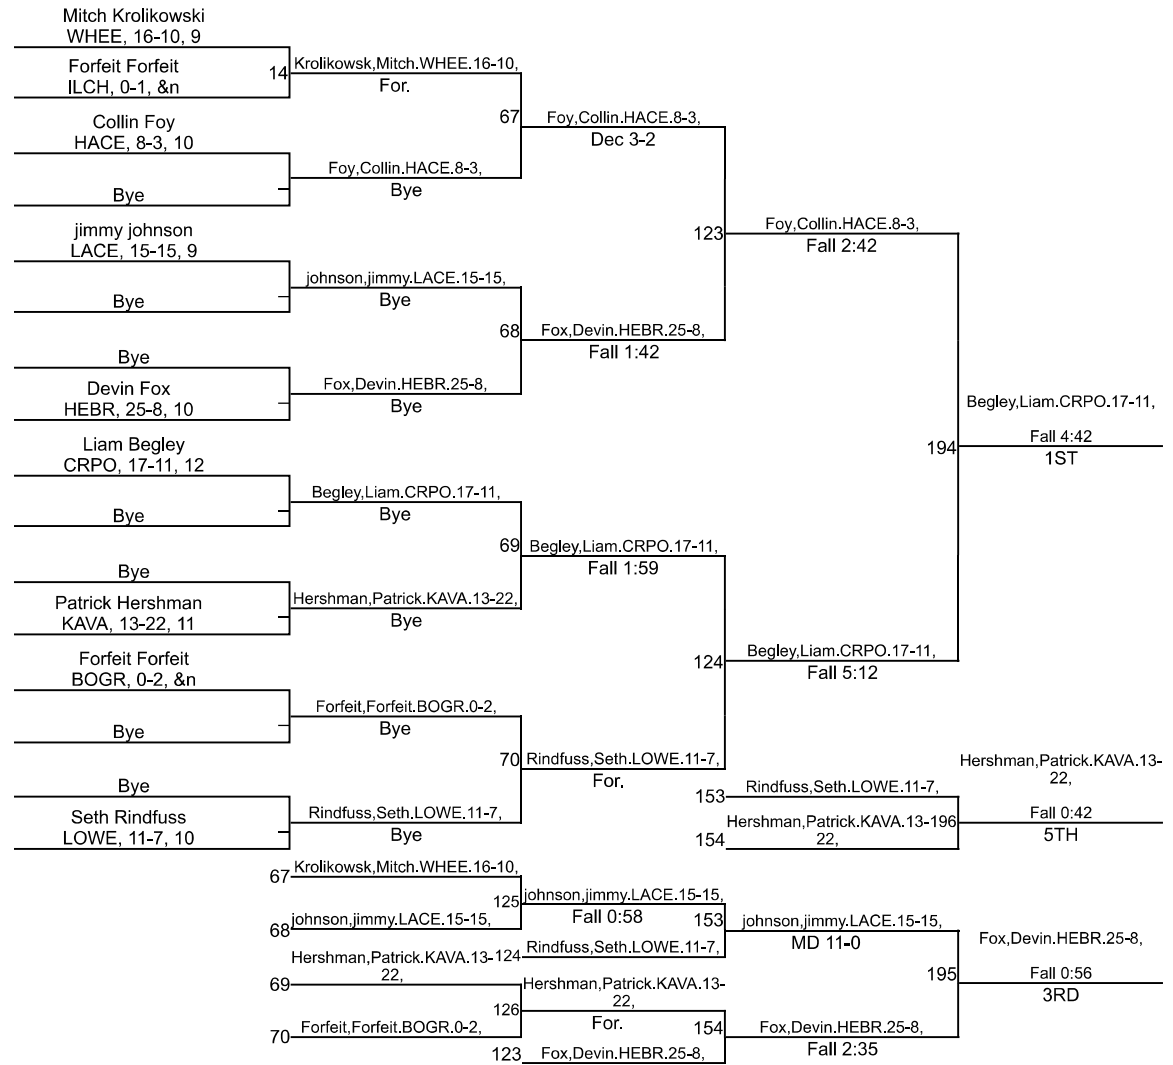 Mitch Krolikowski
WHEE, 16-10, 9
Forfeit Forfeit
ILCH, 0-1, &n
14
Krolikowsk,Mitch.WHEE.16-10,
For.
Collin Foy
HACE, 8-3, 10
Bye
Foy,Collin.HACE.8-3,
Bye
67
Foy,Collin.HACE.8-3,
Dec 3-2
jimmy johnson
LACE, 15-15, 9
Bye
johnson,jimmy.LACE.15-15,
Bye
Bye
Devin Fox
HEBR, 25-8, 10
Fox,Devin.HEBR.25-8,
Bye
68
Fox,Devin.HEBR.25-8,
Fall 1:42
123
Foy,Collin.HACE.8-3,
Fall 2:42
Liam Begley
CRPO, 17-11, 12
Bye
Begley,Liam.CRPO.17-11,
Bye
Bye
Patrick Hershman
KAVA, 13-22, 11
Hershman,Patrick.KAVA.13-22,
Bye
69
Begley,Liam.CRPO.17-11,
Fall 1:59
Forfeit Forfeit
BOGR, 0-2, &n
Bye
Forfeit,Forfeit.BOGR.0-2,
Bye
Bye
Seth Rindfuss
LOWE, 11-7, 10
Rindfuss,Seth.LOWE.11-7,
Bye
70
Rindfuss,Seth.LOWE.11-7,
For.
124
Begley,Liam.CRPO.17-11,
Fall 5:12
194
Begley,Liam.CRPO.17-11,
Fall 4:42
1ST
153
Rindfuss,Seth.LOWE.11-7,
154
Hershman,Patrick.KAVA.13-
22,
196
Hershman,Patrick.KAVA.13-
22,
Fall 0:42
5TH
67
Krolikowsk,Mitch.WHEE.16-10,
68
johnson,jimmy.LACE.15-15,
125
johnson,jimmy.LACE.15-15,
Fall 0:58
124
Rindfuss,Seth.LOWE.11-7,
153
johnson,jimmy.LACE.15-15,
MD 11-0
69
Hershman,Patrick.KAVA.13-
22,
70
Forfeit,Forfeit.BOGR.0-2,
126
Hershman,Patrick.KAVA.13-
22,
For.
123
Fox,Devin.HEBR.25-8,
154
Fox,Devin.HEBR.25-8,
Fall 2:35
195
Fox,Devin.HEBR.25-8,
Fall 0:56
3RD